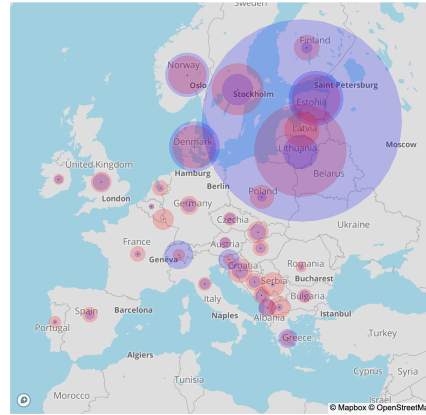 Sweden
Finland
Norway
Oslo
Stockholm
Saint Petersburg
Estonia
Latvia
Moscow
Denmark
Lithuania
United Kingdom
Hamburg
Belarus
Berlin
London
Germany
Poland
Czechia
Ukraine
France
Austria
Geneva
Croatia
Romania
Bucharest
Serbia
Italy
Bulgaria
Barcelona
Spain
Portugal
Naples
Albania
Istanbul
Greece
Turkey
Algiers
Tunisia
Cyprus
Syria
Morocco
Israel
© Mapbox © OpenStreetMa